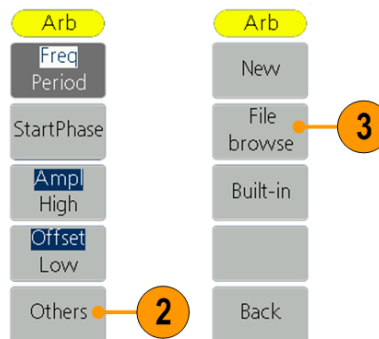 Arb
Freq
Period
StartPhase
Ampl
High
Offset
Low
Others
2
Arb
New
File
browse
3
Built-in
Back